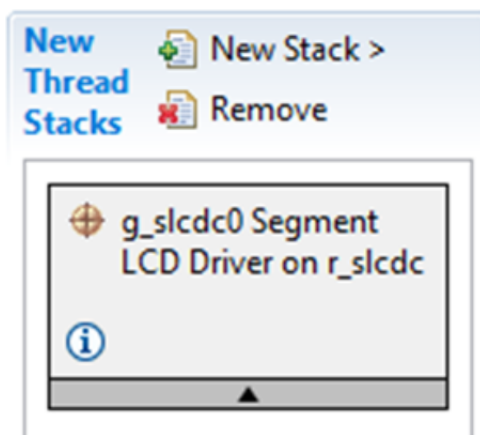 New Thread Stacks
New Stack >
Remove
g_slcdc0 Segment
LCD Driver on r_slcdc